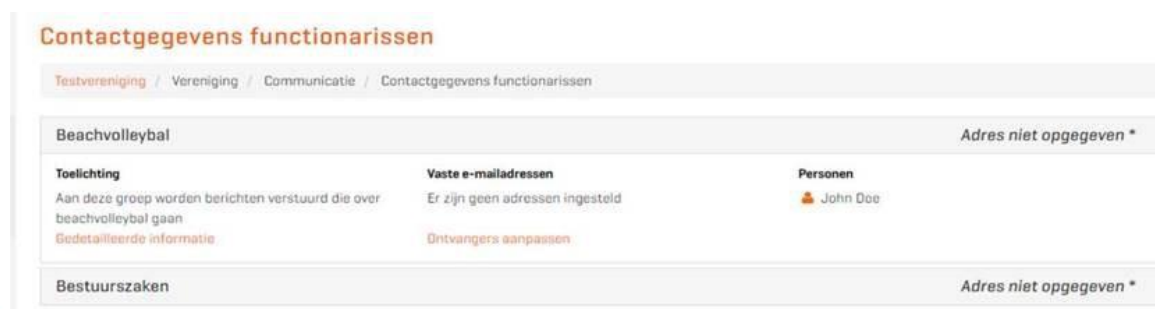 Contactgegevens functionarissen
Testvereniging / Vereniging / Communicatie / Contactgegevens functionarissen
Beachvolleybal Adres niet opgegeven *
Toelichting Vaste e-mailadressen Personen
Aan deze groep worden berichten verstuurd die over Er zijn geen adressen ingesteld John Doe
beachvolleybal gaan
Gedetailleerde informatie Ontvangers aanpassen
Bestuurszaken Adres niet opgegeven *